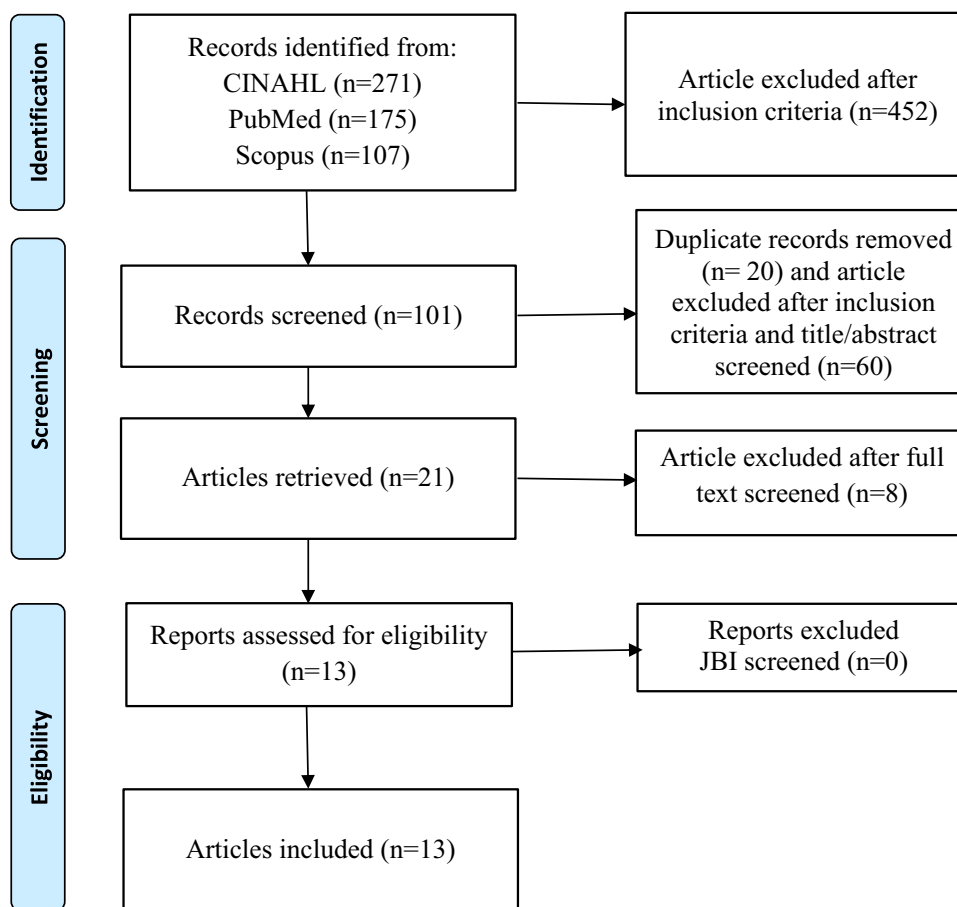 Identification
Records identified from:
CINAHL (n=271)
PubMed (n=175)
Scopus (n=107)
Article excluded after
inclusion criteria (n=452)
Screening
Records screened (n=101)
Duplicate records removed
(n= 20) and article
excluded after inclusion
criteria and title/abstract
screened (n=60)
Articles retrieved (n=21)
Article excluded after full
text screened (n=8)
Eligibility
Reports assessed for eligibility
(n=13)
Reports excluded
JBI screened (n=0)
Articles included (n=13)